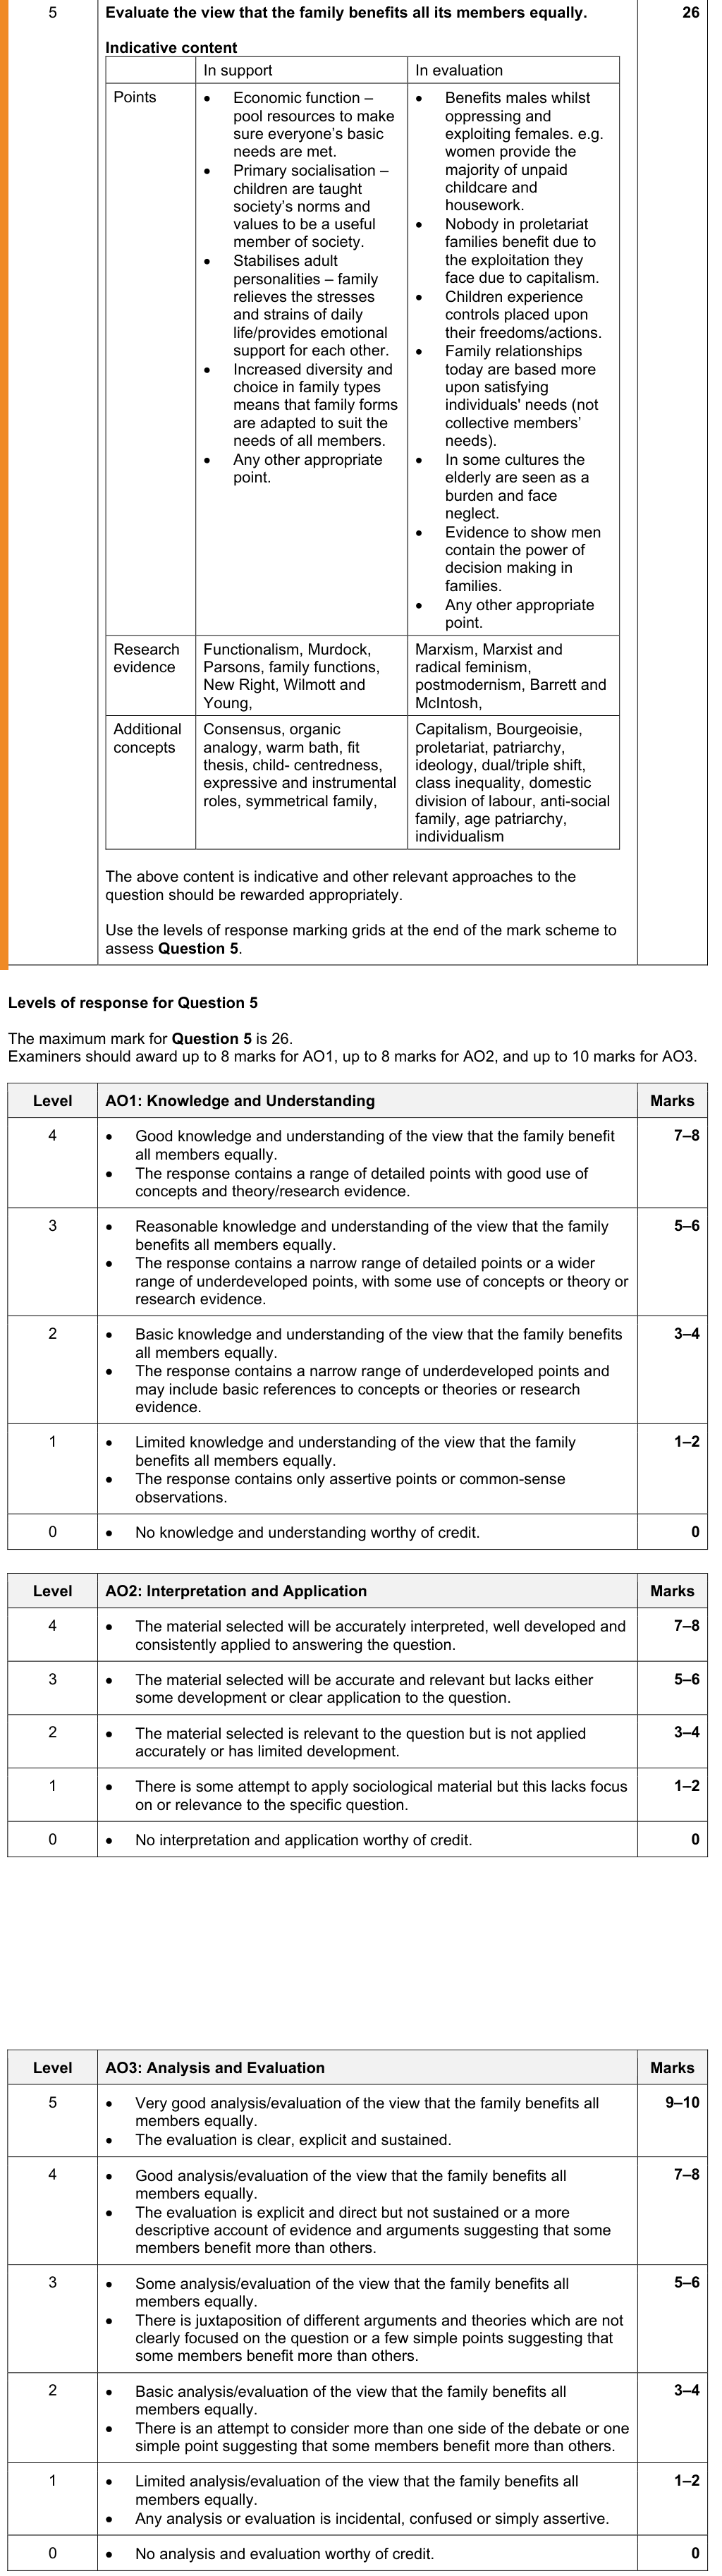 5
Evaluate the view that the family benefits all its members equally.
26
Indicative content
In support
In evaluation
Points
• Economic function –
pool resources to make
sure everyone's basic
needs are met.
• Primary socialisation –
children are taught
society's norms and
values to be a useful
member of society.
• Stabilises adult
personalities – family
relieves the stresses
and strains of daily
life/provides emotional
support for each other.
• Increased diversity and
choice in family types
means that family forms
are adapted to suit the
needs of all members.
• Any other appropriate
point.
• Benefits males whilst
oppressing and
exploiting females. e.g.
women provide the
majority of unpaid
childcare and
housework.
• Nobody in proletariat
families benefit due to
the exploitation they
face due to capitalism.
• Children experience
controls placed upon
their freedoms/actions.
• Family relationships
today are based more
upon satisfying
individuals' needs (not
collective members'
needs).
• In some cultures the
elderly are seen as a
burden and face
neglect.
• Evidence to show men
contain the power of
decision making in
families.
• Any other appropriate
point.
Research
evidence
Functionalism, Murdock,
Parsons, family functions,
New Right, Wilmott and
Young,
Marxism, Marxist and
radical feminism,
postmodernism, Barrett and
McIntosh,
Additional
concepts
Consensus, organic
analogy, warm bath, fit
thesis, child- centredness,
expressive and instrumental
roles, symmetrical family,
Capitalism, Bourgeoisie,
proletariat, patriarchy,
ideology, dual/triple shift,
class inequality, domestic
division of labour, anti-social
family, age patriarchy,
individualism
The above content is indicative and other relevant approaches to the
question should be rewarded appropriately.
Use the levels of response marking grids at the end of the mark scheme to
assess Question 5.
Levels of response for Question 5
The maximum mark for Question 5 is 26.
Examiners should award up to 8 marks for AO1, up to 8 marks for AO2, and up to 10 marks for AO3.
Level
AO1: Knowledge and Understanding
Marks
4
• Good knowledge and understanding of the view that the family benefit
all members equally.
• The response contains a range of detailed points with good use of
concepts and theory/research evidence.
7–8
3
• Reasonable knowledge and understanding of the view that the family
benefits all members equally.
• The response contains a narrow range of detailed points or a wider
range of underdeveloped points, with some use of concepts or theory or
research evidence.
5–6
2
• Basic knowledge and understanding of the view that the family benefits
all members equally.
• The response contains a narrow range of underdeveloped points and
may include basic references to concepts or theories or research
evidence.
3–4
1
• Limited knowledge and understanding of the view that the family
benefits all members equally.
• The response contains only assertive points or common-sense
observations.
1–2
0
• No knowledge and understanding worthy of credit.
0
Level
AO2: Interpretation and Application
Marks
4
• The material selected will be accurately interpreted, well developed and
consistently applied to answering the question.
7–8
3
• The material selected will be accurate and relevant but lacks either
some development or clear application to the question.
5–6
2
• The material selected is relevant to the question but is not applied
accurately or has limited development.
3–4
1
• There is some attempt to apply sociological material but this lacks focus
on or relevance to the specific question.
1–2
0
• No interpretation and application worthy of credit.
0
Level
AO3: Analysis and Evaluation
Marks
5
• Very good analysis/evaluation of the view that the family benefits all
members equally.
• The evaluation is clear, explicit and sustained.
9–10
4
• Good analysis/evaluation of the view that the family benefits all
members equally.
• The evaluation is explicit and direct but not sustained or a more
descriptive account of evidence and arguments suggesting that some
members benefit more than others.
7–8
3
• Some analysis/evaluation of the view that the family benefits all
members equally.
• There is juxtaposition of different arguments and theories which are not
clearly focused on the question or a few simple points suggesting that
some members benefit more than others.
5–6
2
• Basic analysis/evaluation of the view that the family benefits all
members equally.
• There is an attempt to consider more than one side of the debate or one
simple point suggesting that some members benefit more than others.
3–4
1
• Limited analysis/evaluation of the view that the family benefits all
members equally.
• Any analysis or evaluation is incidental, confused or simply assertive.
1–2
0
• No analysis and evaluation worthy of credit.
0